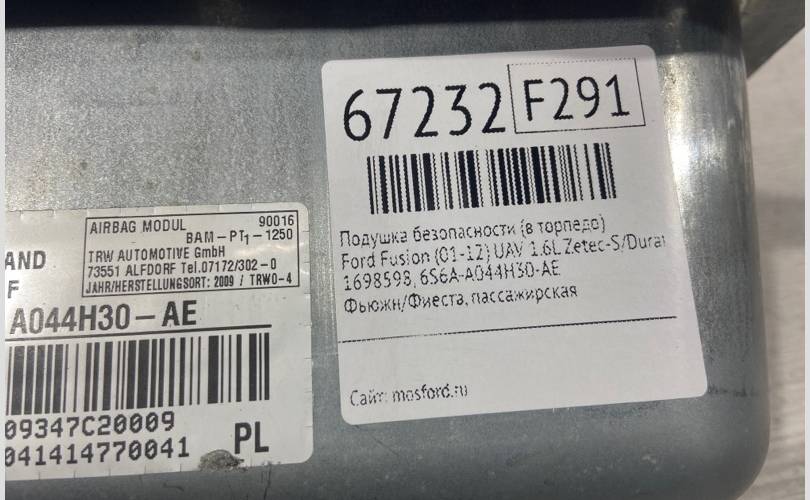 67232 F291
Подушка безопасности (в торпедо)
Ford Fusion (01-12) UAV 1.6L Zetec-S/Durat
1698598, 6S6A-A044H30-AE
Фьюжн/Фиеста, пассажирская
Сайт: mosford.ru
AIRBAG MODUL 90016
BAM-PT1-1250
TRW AUTOMOTIVE GmbH
73551 ALFDORF Tel.07172/302-0
JAHR/HERSTELLUNGSORT: 2009 / TRWO-4
AND
F
A044H30-AE
09347C20009
041414770041 PL